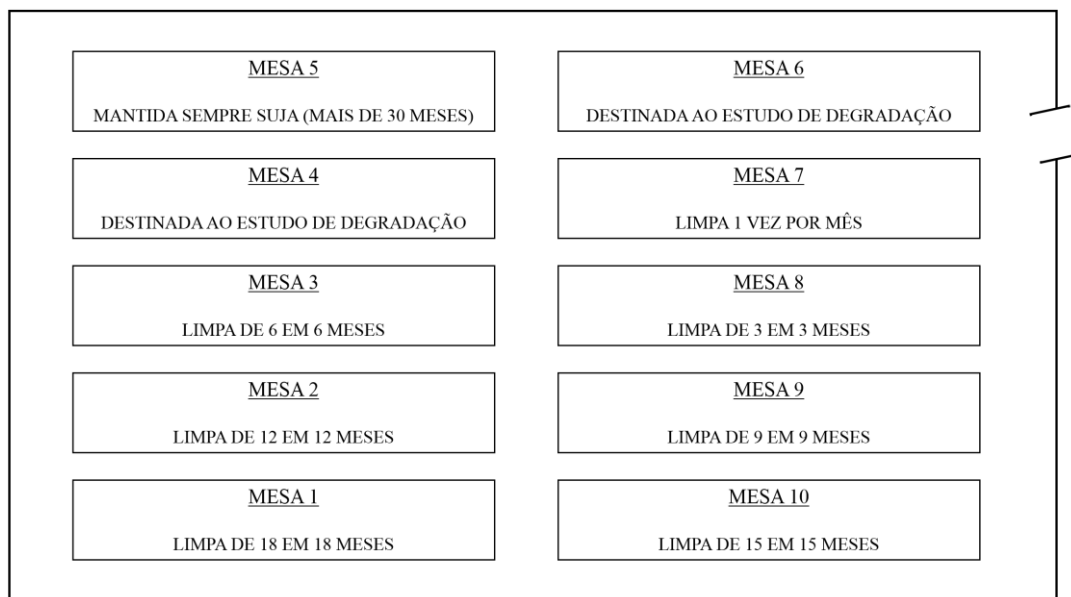 MESA 5
MANTIDA SEMPRE SUJA (MAIS DE 30 MESES)
MESA 6
DESTINADA AO ESTUDO DE DEGRADAÇÃO
MESA 4
DESTINADA AO ESTUDO DE DEGRADAÇÃO
MESA 7
LIMPA 1 VEZ POR MÊS
MESA 3
LIMPA DE 6 EM 6 MESES
MESA 8
LIMPA DE 3 EM 3 MESES
MESA 2
LIMPA DE 12 EM 12 MESES
MESA 9
LIMPA DE 9 EM 9 MESES
MESA 1
LIMPA DE 18 EM 18 MESES
MESA 10
LIMPA DE 15 EM 15 MESES